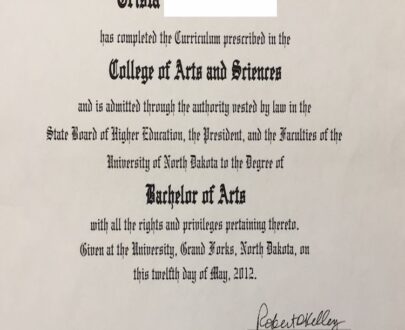 Trista
has completed the Curriculum prescribed in the
College of Arts and Sciences
and is admitted through the authority vested by law in the
State Board of Higher Education, the President, and the Faculties of the
University of North Dakota to the Degree of
Bachelor of Arts
with all the rights and privileges pertaining thereto.
Given at the University, Grand Forks, North Dakota, on
this twelfth day of May, 2012.
Robert O Kelley